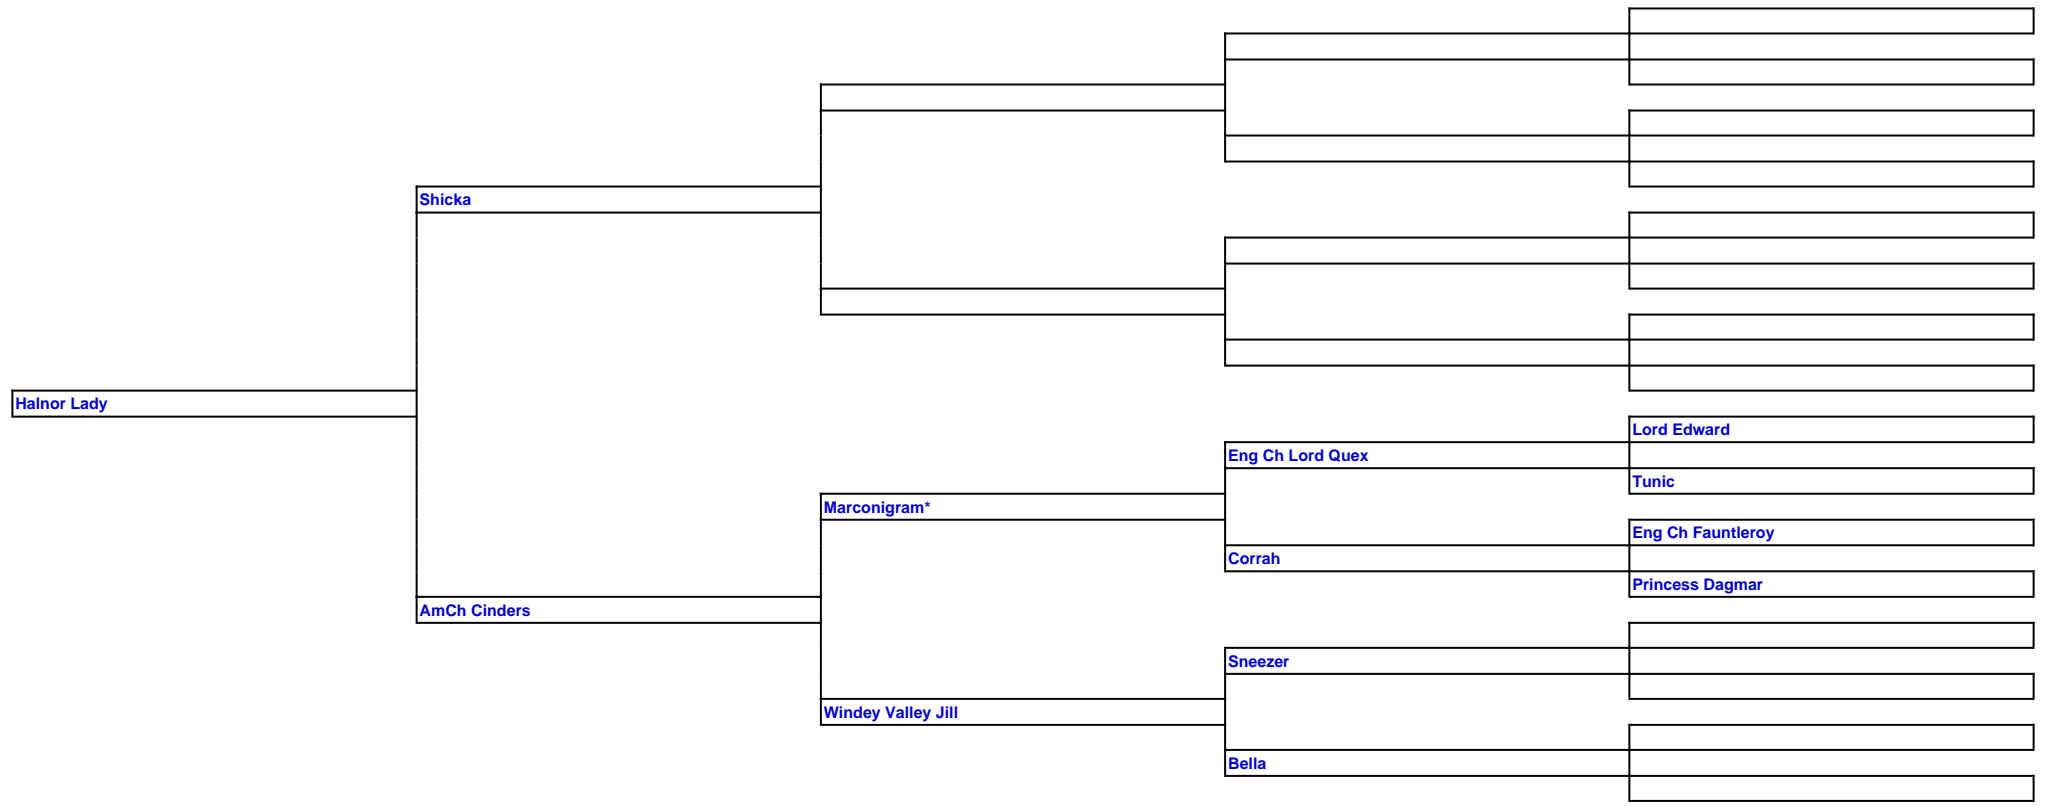 Shicka
Halnor Lady
Lord Edward
Eng Ch Lord Quex
Tunic
Marconigram*
Eng Ch Fauntleroy
Corrah
Princess Dagmar
AmCh Cinders
Sneezer
Windey Valley Jill
Bella